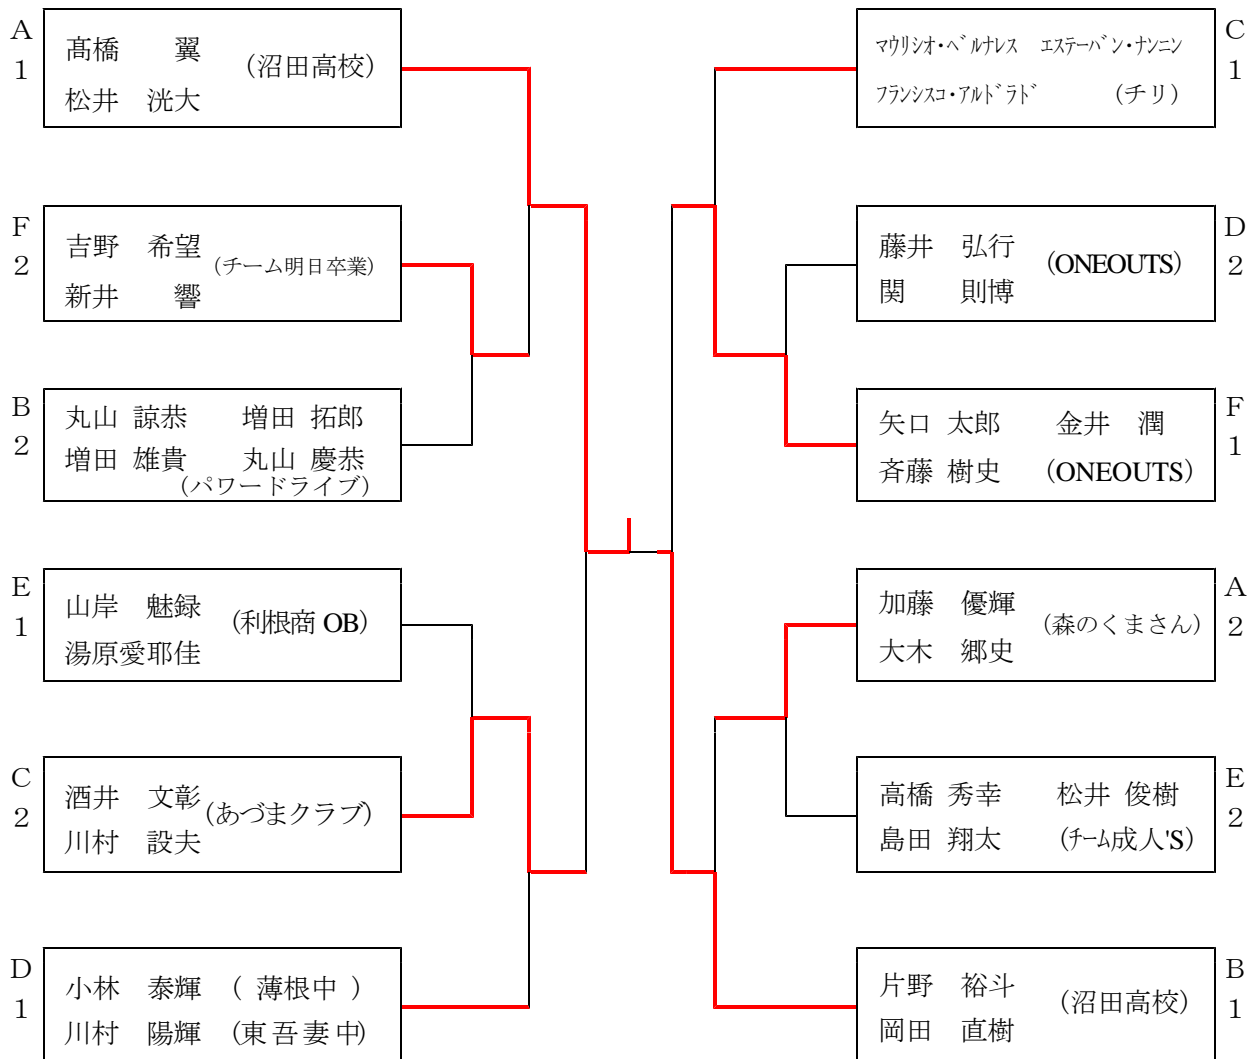 A
1
髙橋　翼 (沼田高校)
松井　洸大
F
2
吉野　希望 (チーム明日卒業)
新井　響
B
2
丸山 諒恭　増田 拓郎
増田 雄貴　丸山 慶恭
(パワードライブ)
E
1
山岸　魅録 (利根商 OB)
湯原愛耶佳
C
2
酒井　文彰 (あづまクラブ)
川村　設夫
D
1
小林　泰輝 ( 薄根中 )
川村　陽輝 (東吾妻中)
C
1
マウリシオ・ベルナレス　エステーバン・ナンニン
フランシスコ・アルドラド　(チリ)
D
2
藤井　弘行 (ONEOUTS)
関　則博
F
1
矢口 太郎　金井　潤
斉藤 樹史　(ONEOUTS)
A
2
加藤　優輝 (森のくまさん)
大木　郷史
E
2
高橋 秀幸　松井 俊樹
島田 翔太　(チーム成人'S)
B
1
片野　裕斗 (沼田高校)
岡田　直樹